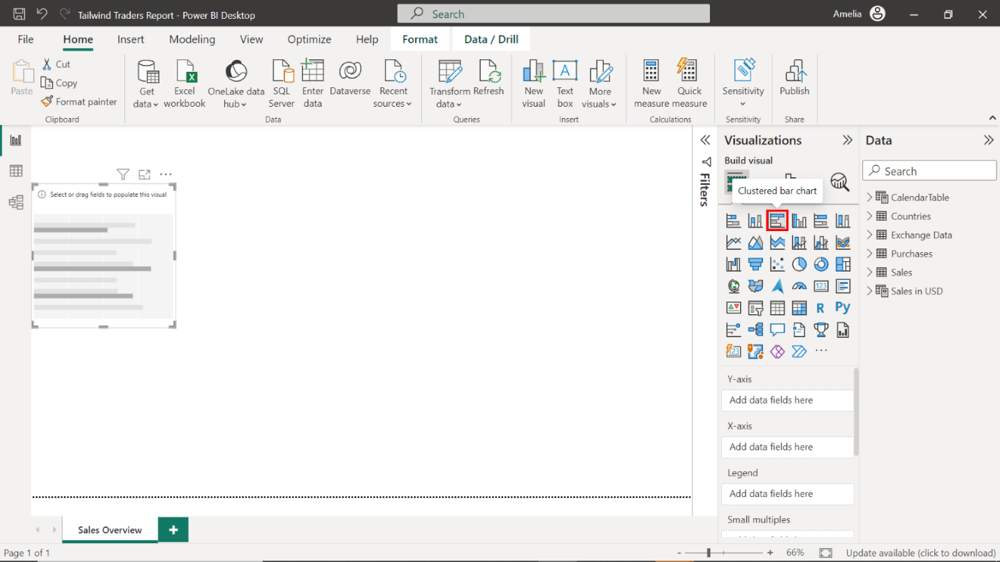 Tailwind Traders Report - Power BI Desktop
Search
Amelia
File
Home
Insert
Modeling
View
Optimize
Help
Format
Data / Drill
Paste
Cut
Copy
Format painter
Clipboard
Get
data
Excel
workbook
OneLake data
hub
SQL
Server
Enter
data
Dataverse
Recent
sources
Data
Transform
data
Refresh
Queries
New
visual
Text
box
More
visuals
Insert
New
measure
Quick
measure
Calculations
Sensitivity
Sensitivity
Publish
Share
Select or drag fields to populate this visual
Filters
Visualizations
Build visual
Clustered bar chart
123
R
Py
123
Y-axis
Add data fields here
X-axis
Add data fields here
Legend
Add data fields here
Small multiples
Data
Search
CalendarTable
Countries
Exchange Data
Purchases
Sales
Sales in USD
Sales Overview
Page 1 of 1
66%
Update available (click to download)